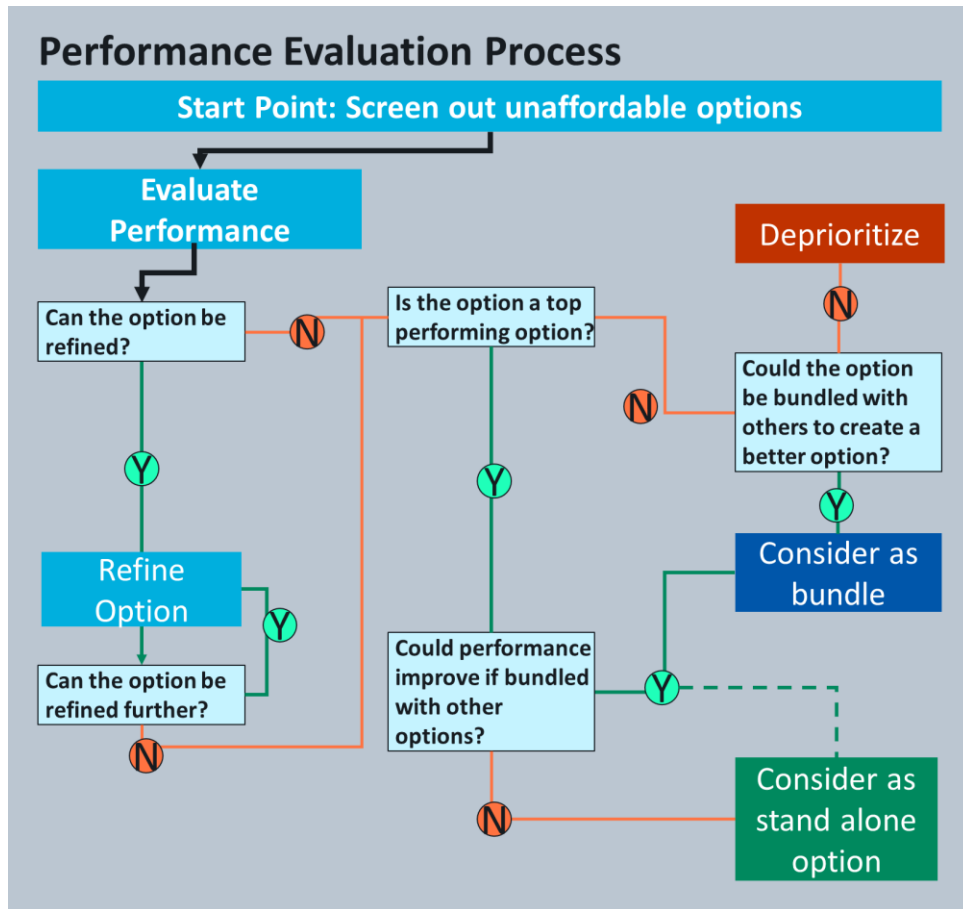 Performance Evaluation Process
Start Point: Screen out unaffordable options
Evaluate
Performance
Deprioritize
N
Can the option be
refined?
N
Is the option a top
performing option?
N
Could the option
be bundled with
others to create a
better option?
Y
Y
Y
Refine
Option
Y
Consider as
bundle
Y
Can the option be
refined further?
N
Could performance
improve if bundled
with other
options?
Y
N
Consider as
stand alone
option